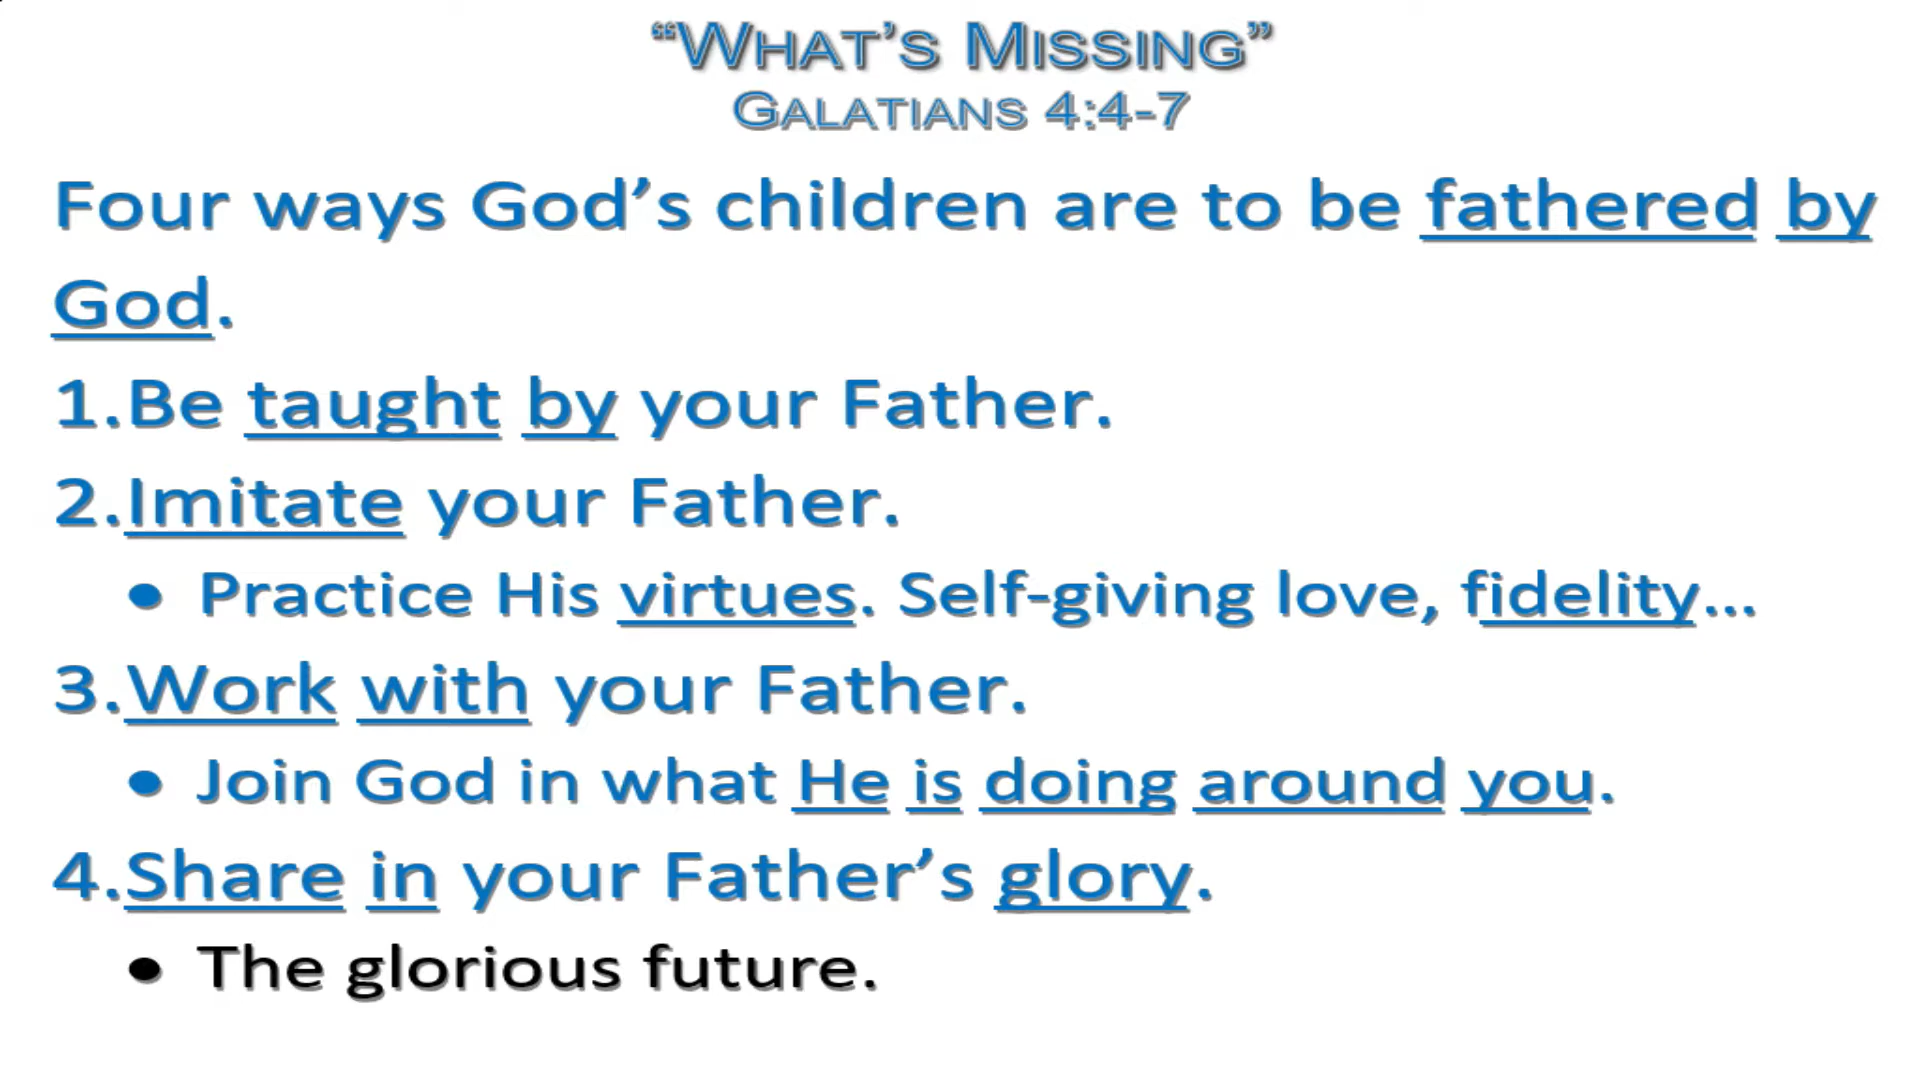 “WHAT’S MISSING”
GALATIANS 4:4-7
Four ways God’s children are to be fathered by
God.
1.Be taught by your Father.
2.Imitate your Father.
• Practice His virtues. Self-giving love, fidelity...
3.Work with your Father.
• Join God in what He is doing around you.
4.Share in your Father’s glory.
• The glorious future.